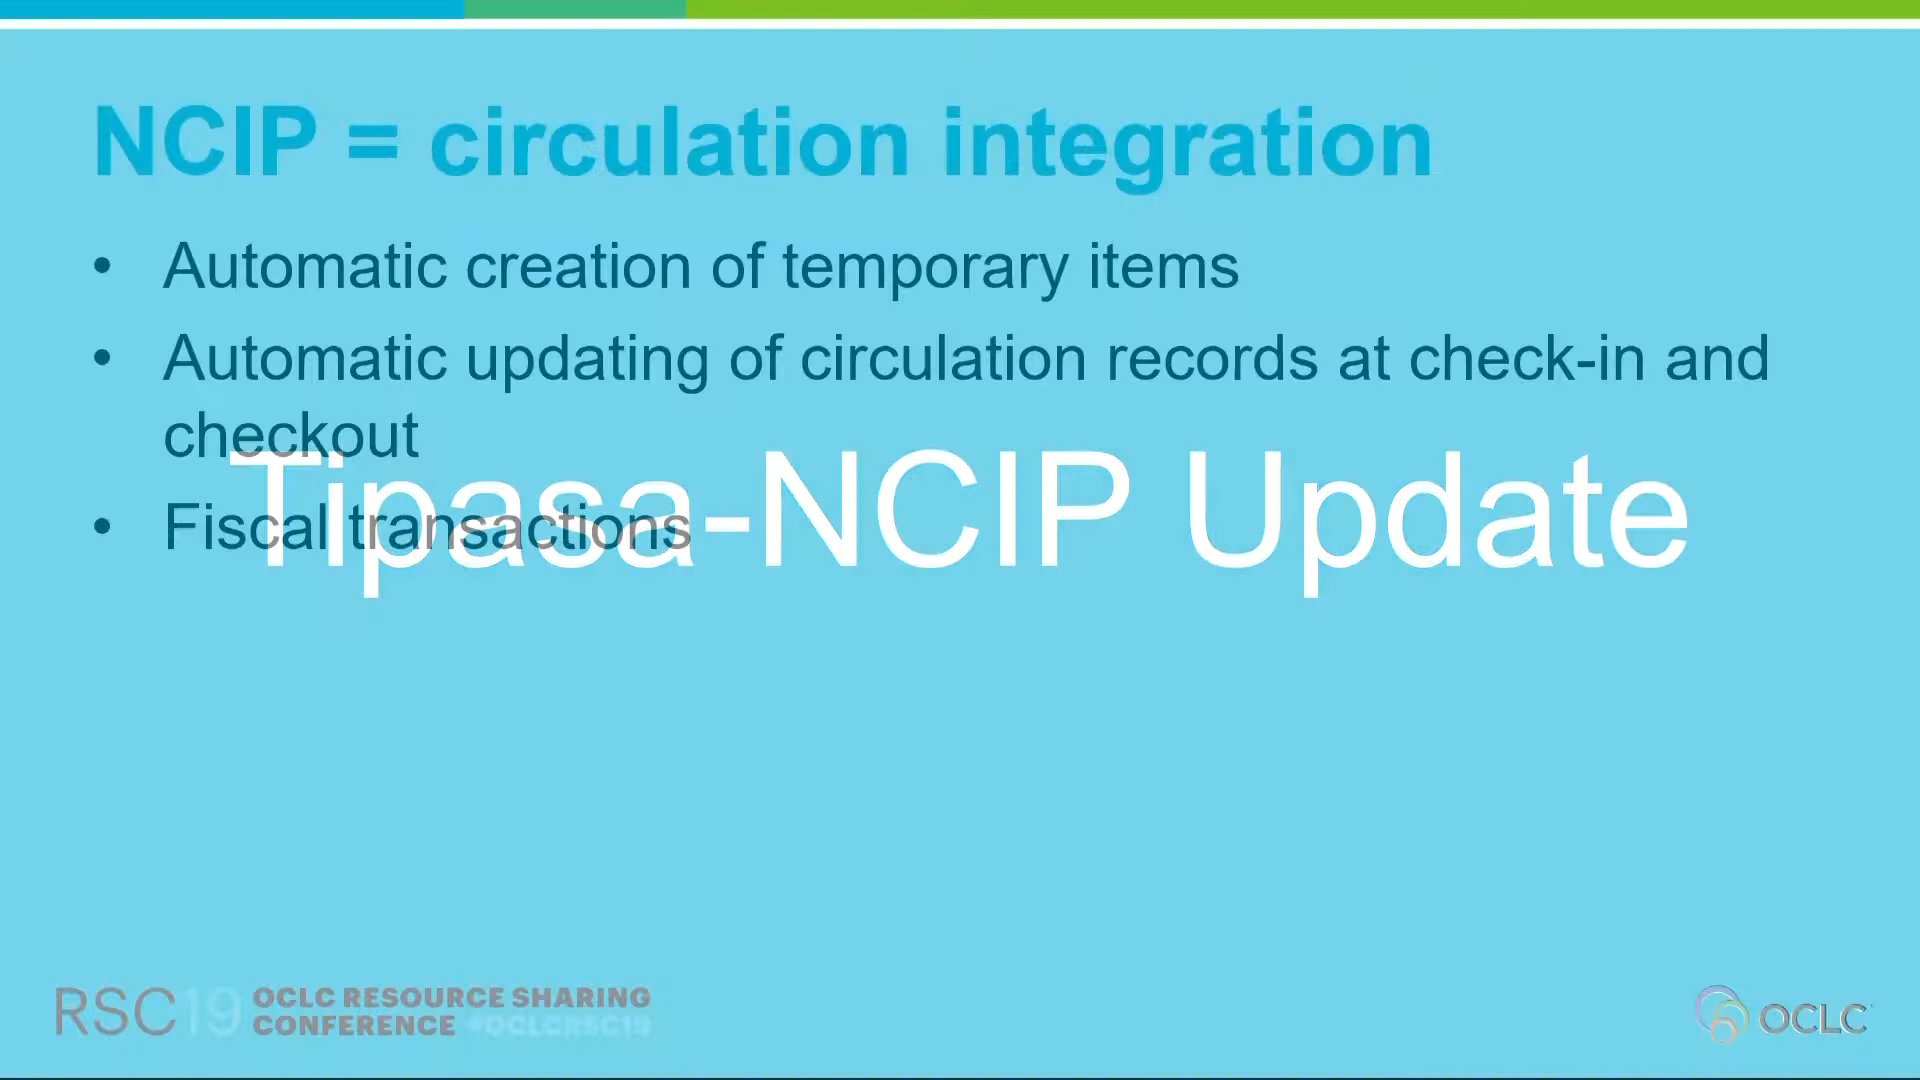 NCIP = circulation integration
• Automatic creation of temporary items
• Automatic updating of circulation records at check-in and
checkout
Tipasa-NCIP Update
• Fiscal transactions
RSC19 OCLC RESOURCE SHARING
CONFERENCE #OCLCRSC19
OCLC